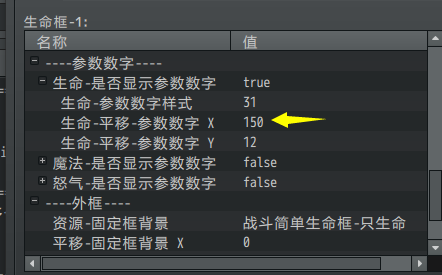 生命框-1:
名称 值
----参数数字----
生命-是否显示参数数字 true
生命-参数数字样式 31
生命-平移-参数数字 X 150
生命-平移-参数数字 Y 12
魔法-是否显示参数数字 false
怒气-是否显示参数数字 false
----外框----
资源-固定框背景 战斗简单生命框-只生命
平移-固定框背景 X 0